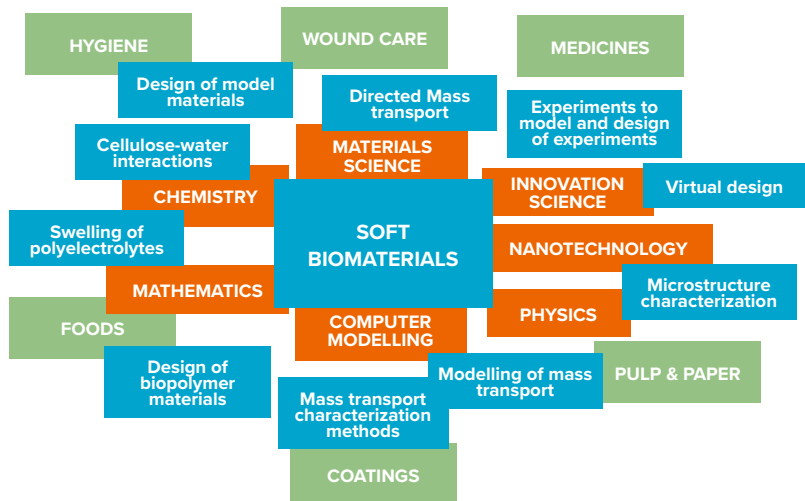 HYGIENE
WOUND CARE
MEDICINES
Design of model
materials
Directed Mass
transport
Experiments to
model and design
of experiments
Cellulose-water
interactions
MATERIALS
SCIENCE
CHEMISTRY
INNOVATION
SCIENCE
Virtual design
Swelling of
polyelectrolytes
SOFT
BIOMATERIALS
NANOTECHNOLOGY
MATHEMATICS
Microstructure
characterization
FOODS
COMPUTER
MODELLING
PHYSICS
Design of
biopolymer
materials
Modelling of mass
transport
PULP & PAPER
Mass transport
characterization
methods
COATINGS